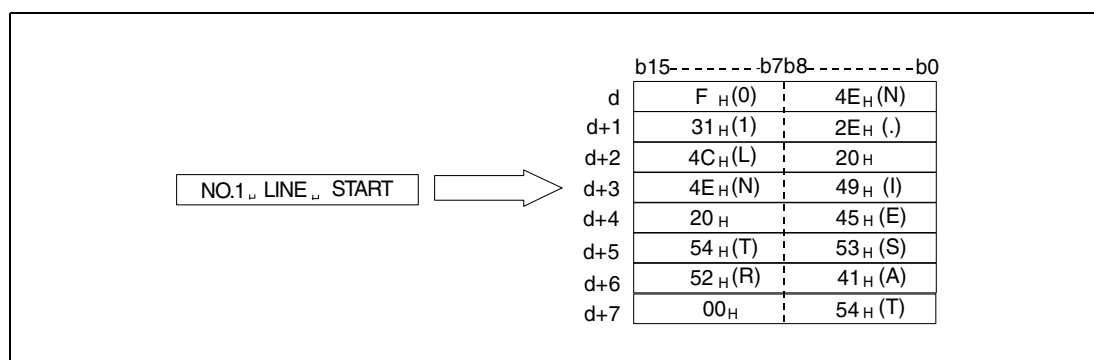 b15--------b7b8---------b0
d F H(0) 4EH(N)
d+1 31H(1) 2EH(.)
d+2 4CH(L) 20H
NO.1␣ LINE␣ START d+3 4EH(N) 49H(I)
d+4 20H 45H(E)
d+5 54H(T) 53H(S)
d+6 52H(R) 41H(A)
d+7 00H 54H(T)